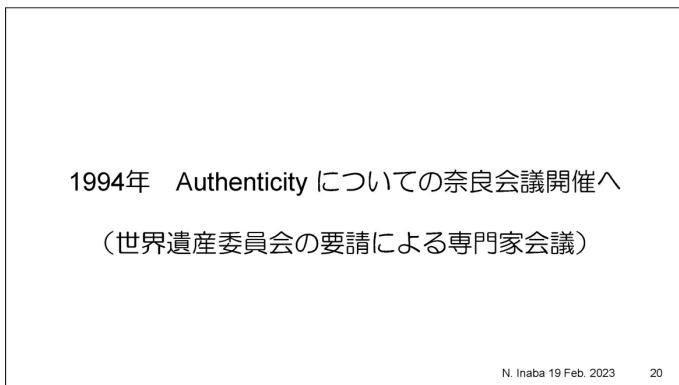 1994年　Authenticity についての奈良会議開催へ
（世界遺産委員会の要請による専門家会議）
N. Inaba 19 Feb. 2023　20